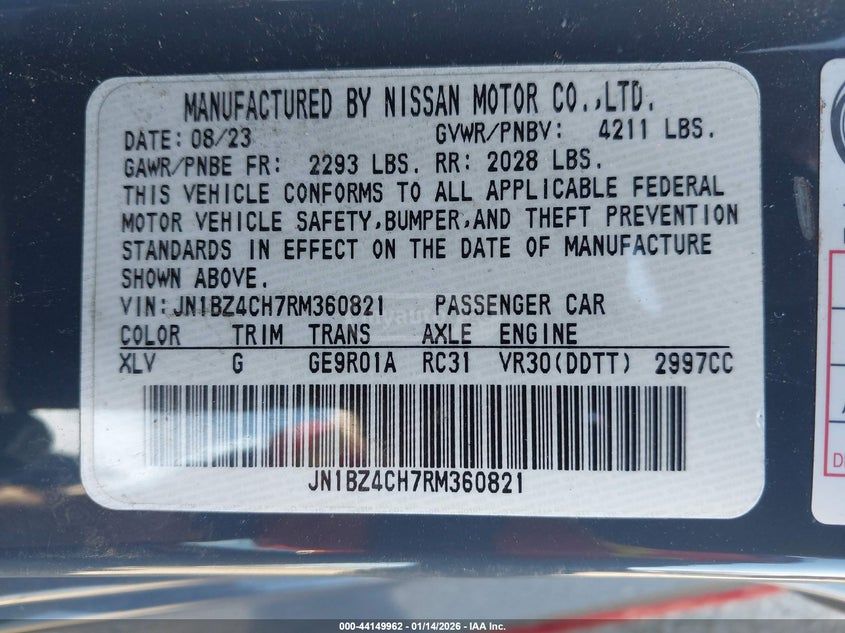 MANUFACTURED BY NISSAN MOTOR CO.,LTD.
DATE: 08/23 GVWR/PNBV: 4211 LBS.
GAWR/PNBE FR: 2293 LBS. RR: 2028 LBS.
THIS VEHICLE CONFORMS TO ALL APPLICABLE FEDERAL
MOTOR VEHICLE SAFETY,BUMPER,AND THEFT PREVENTION
STANDARDS IN EFFECT ON THE DATE OF MANUFACTURE
SHOWN ABOVE.
VIN:JN1BZ4CH7RM360821 PASSENGER CAR
COLOR TRIM TRANS AXLE ENGINE
XLV G GE9R01A RC31 VR30(DDTT) 2997CC
JN1BZ4CH7RM360821
000-44149962 - 01/14/2026 - IAA Inc.